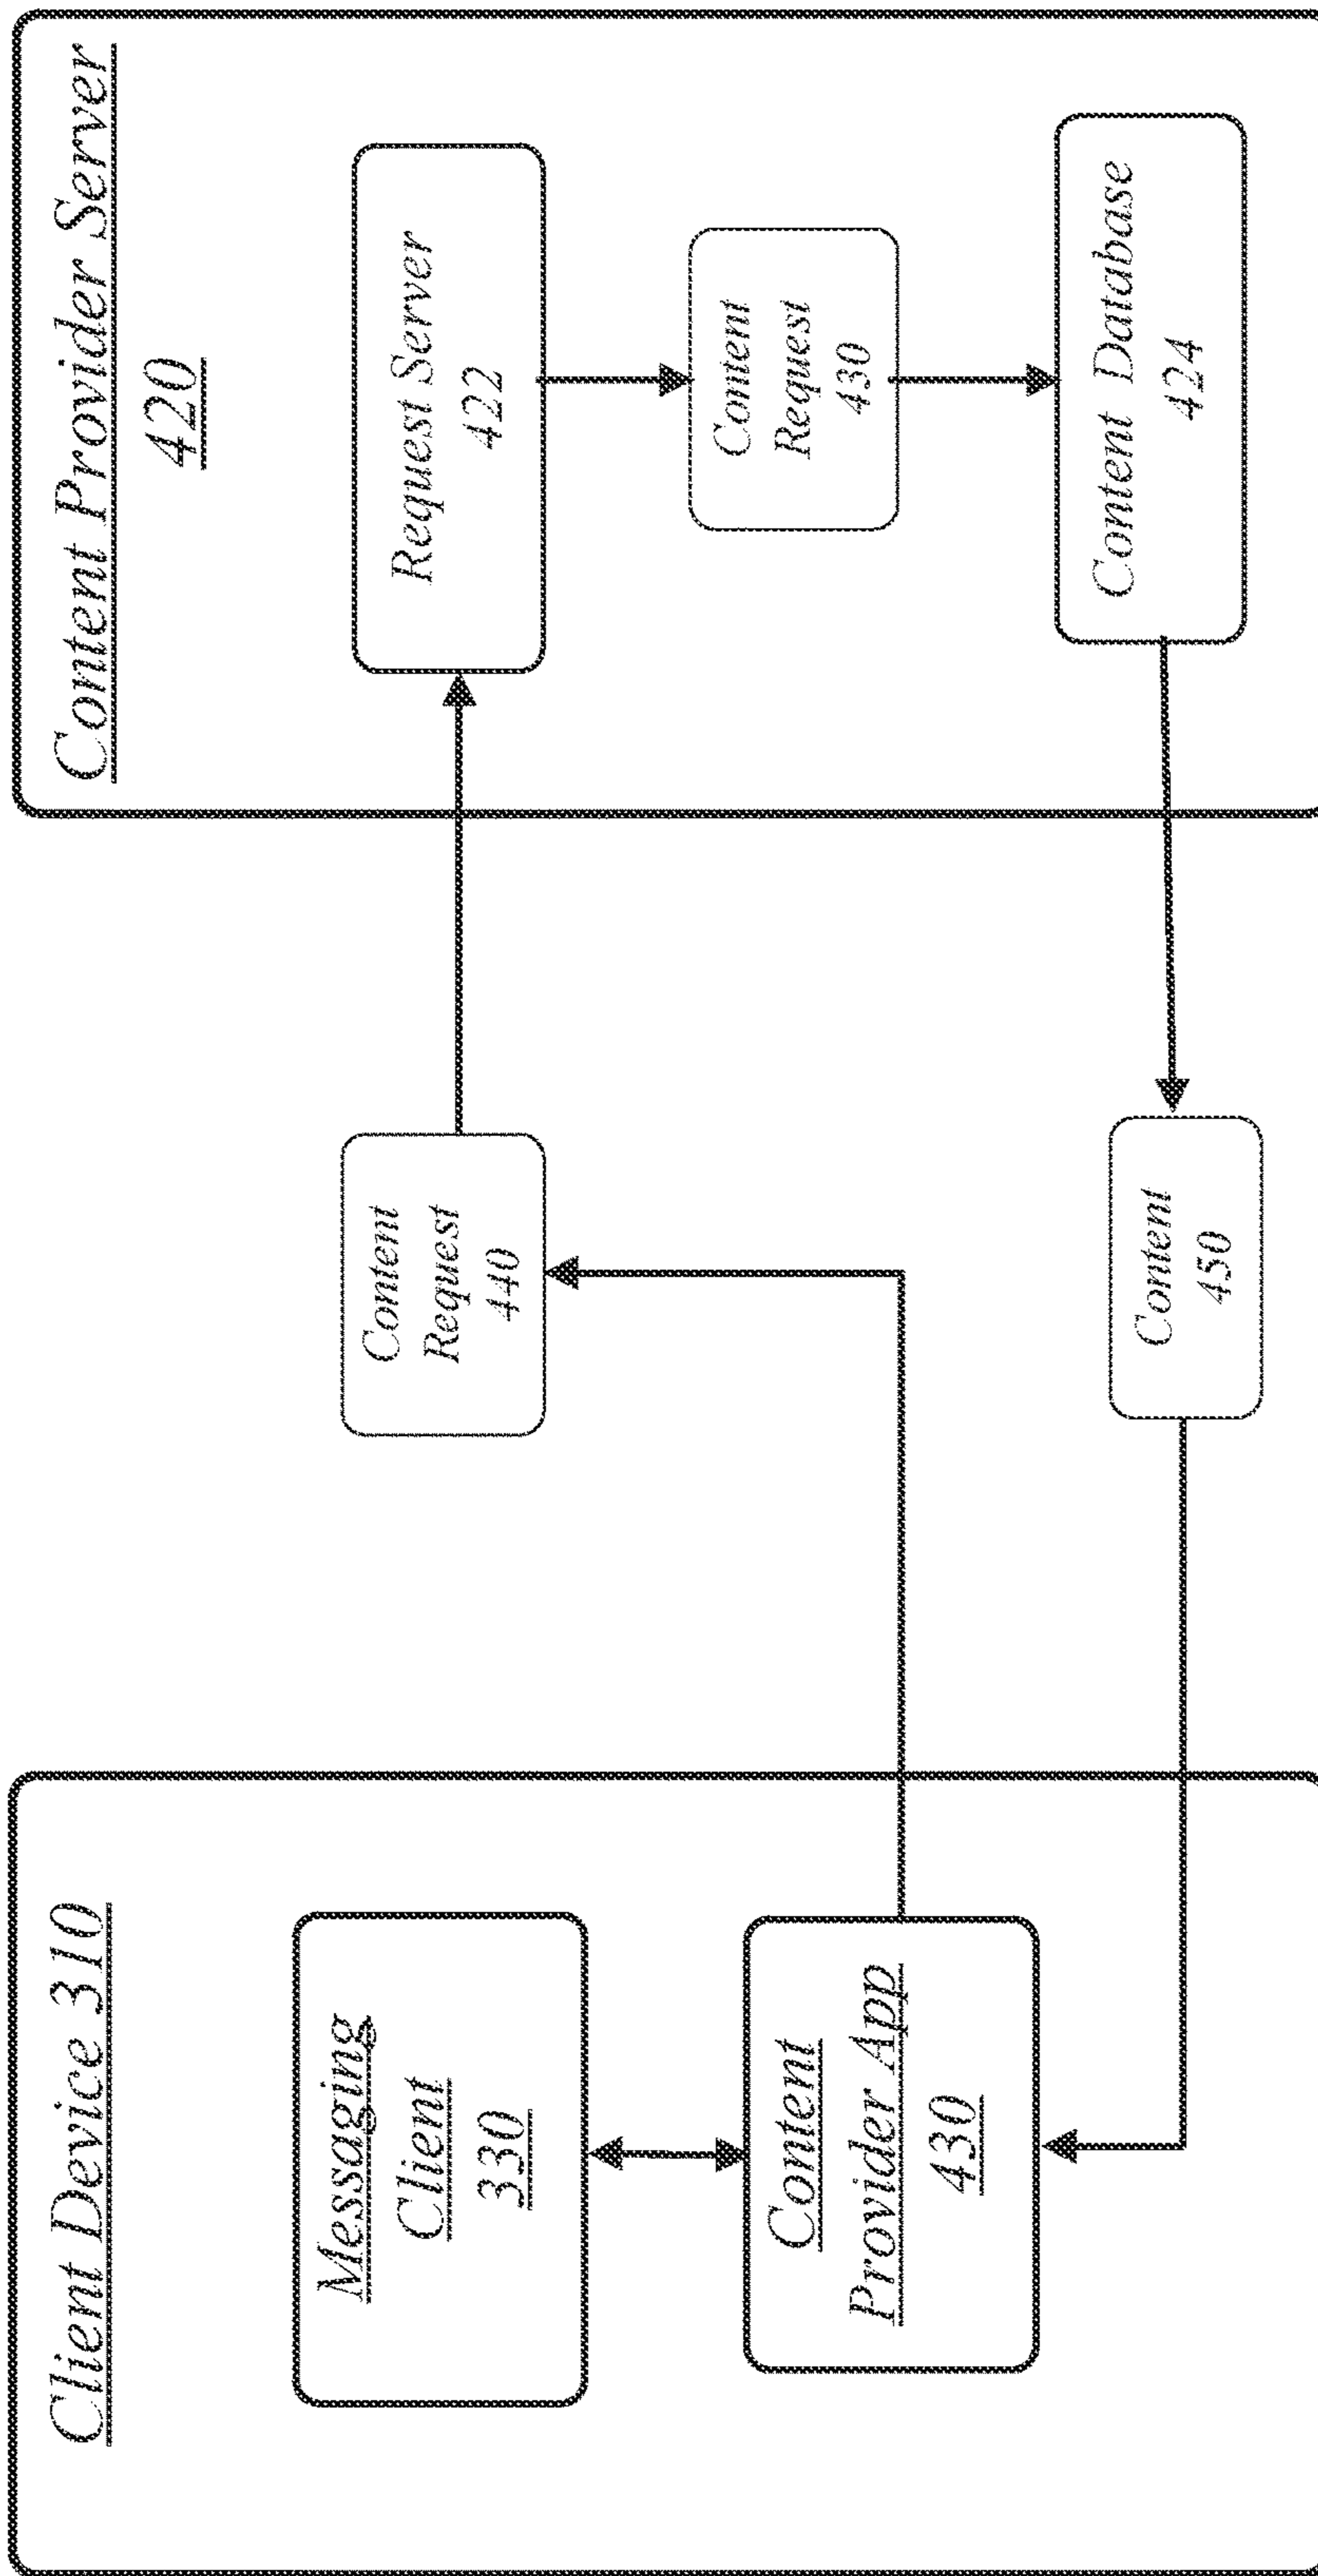 Client Device 310
Messaging
Client
330
Content
Provider App
430
Content
Request
440
Content
450
Content Provider Server
420
Request Server
422
Content
Request
430
Content Database
424